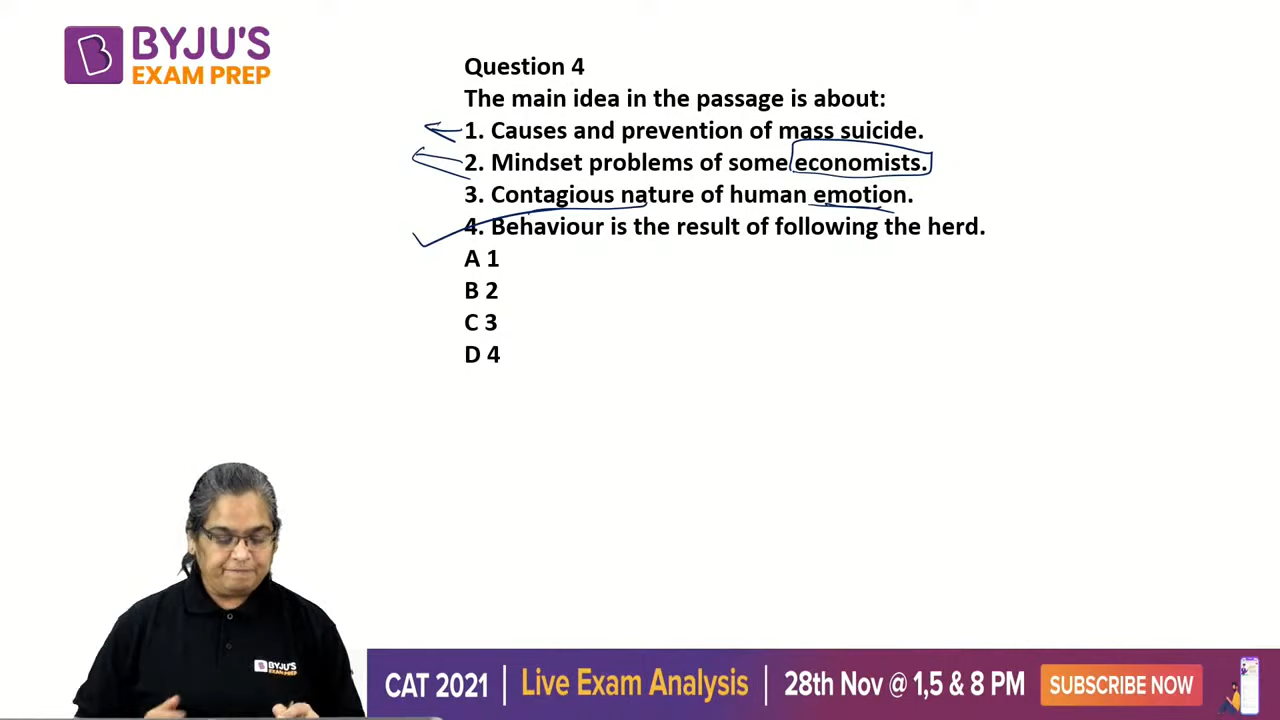 BYJU'S
EXAM PREP
Question 4
The main idea in the passage is about:
1. Causes and prevention of mass suicide.
2. Mindset problems of some economists.
3. Contagious nature of human emotion.
4. Behaviour is the result of following the herd.
A 1
B 2
C 3
D 4
BYJU'S
EXAM PREP
CAT 2021 | Live Exam Analysis | 28th Nov @ 1,5 & 8 PM SUBSCRIBE NOW